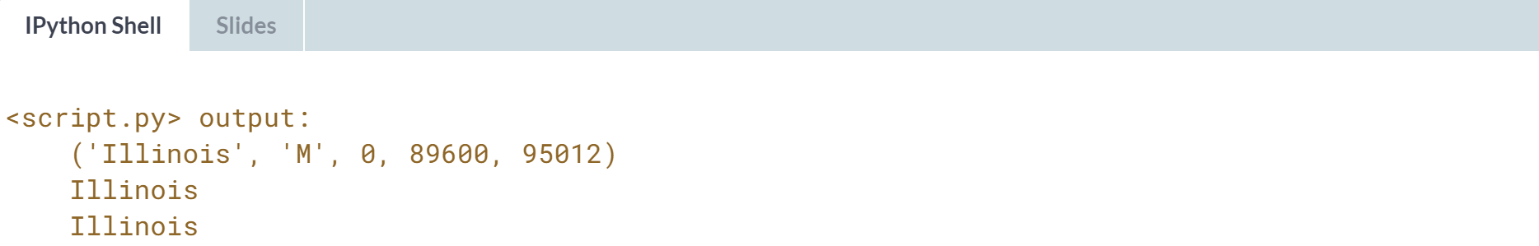 IPython Shell Slides
<script.py> output:
('Illinois', 'M', 0, 89600, 95012)
Illinois
Illinois